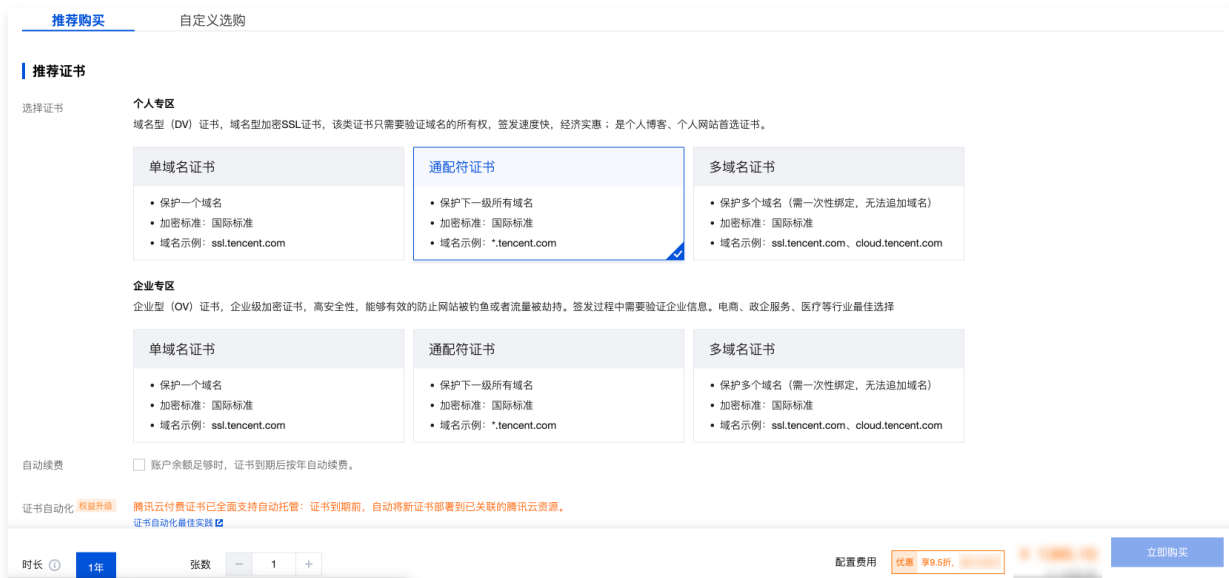 推荐购买 自定义选购
推荐证书
选择证书
个人专区
域名型（DV）证书，域名型加密SSL证书，该类证书只需要验证域名的所有权，签发速度快，经济实惠；是个人博客、个人网站首选证书。
单域名证书 通配符证书 多域名证书
• 保护一个域名 • 保护下一级所有域名 • 保护多个域名（需一次性绑定，无法追加域名）
• 加密标准：国际标准 • 加密标准：国际标准 • 加密标准：国际标准
• 域名示例：ssl.tencent.com • 域名示例：*.tencent.com • 域名示例：ssl.tencent.com、cloud.tencent.com
企业专区
企业型（OV）证书，企业级加密证书，高安全性，能够有效的防止网站被钓鱼或者流量被劫持。签发过程中需要验证企业信息。电商、政企服务、医疗等行业最佳选择
单域名证书 通配符证书 多域名证书
• 保护一个域名 • 保护下一级所有域名 • 保护多个域名（需一次性绑定，无法追加域名）
• 加密标准：国际标准 • 加密标准：国际标准 • 加密标准：国际标准
• 域名示例：ssl.tencent.com • 域名示例：*.tencent.com • 域名示例：ssl.tencent.com、cloud.tencent.com
自动续费 账户余额足够时，证书到期后按年自动续费。
证书自动化 权益升级 腾讯云付费证书已全面支持自动托管：证书到期前，自动将新证书部署到已关联的腾讯云资源。
证书自动化最佳实践
时长 1年 张数 − 1 + 配置费用 优惠 享9.5折, 立即购买